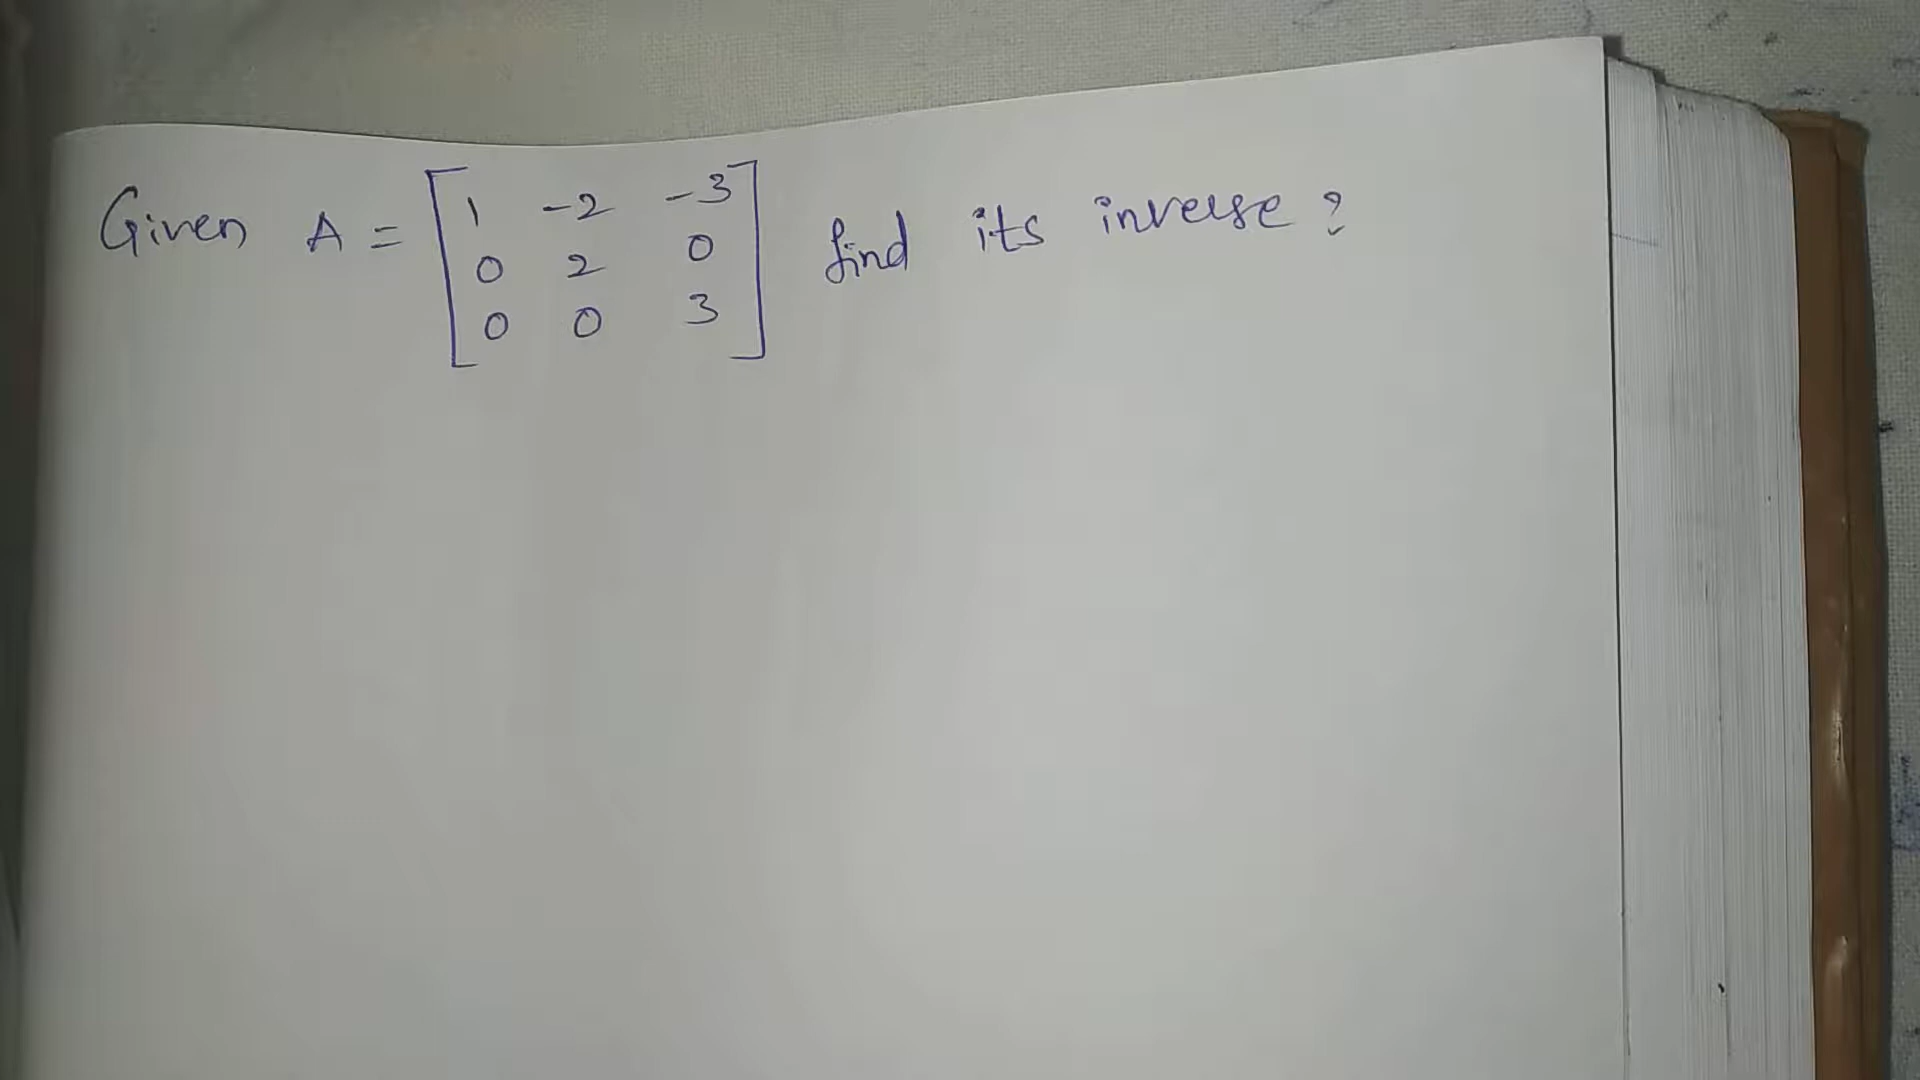 Given A = [1 -2 -3
0 2 0
0 0 3] find its inverse?